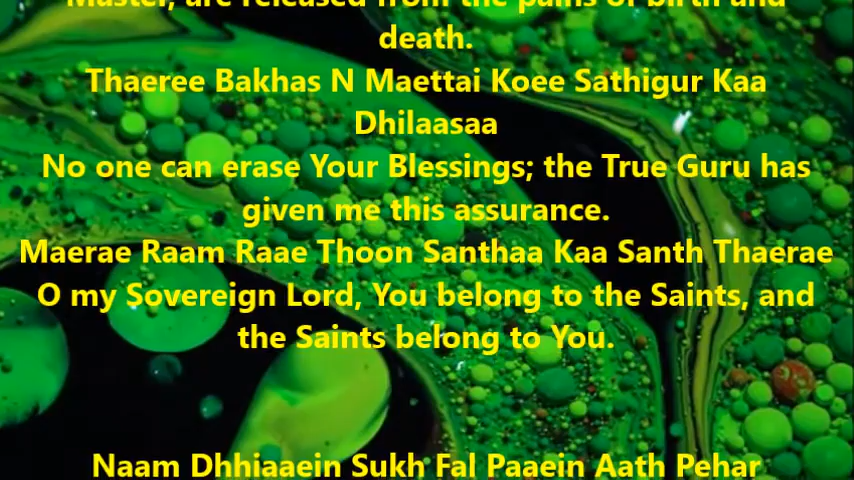 Master, are released from the pains of birth and
death.
Thaeree Bakhas N Maettai Koee Sathigur Kaa
Dhilaasaa
No one can erase Your Blessings; the True Guru has
given me this assurance.
Maerae Raam Raae Thoon Santhaa Kaa Santh Thaerae
O my Sovereign Lord, You belong to the Saints, and
the Saints belong to You.
Naam Dhhiaaein Sukh Fal Paaein Aath Pehar